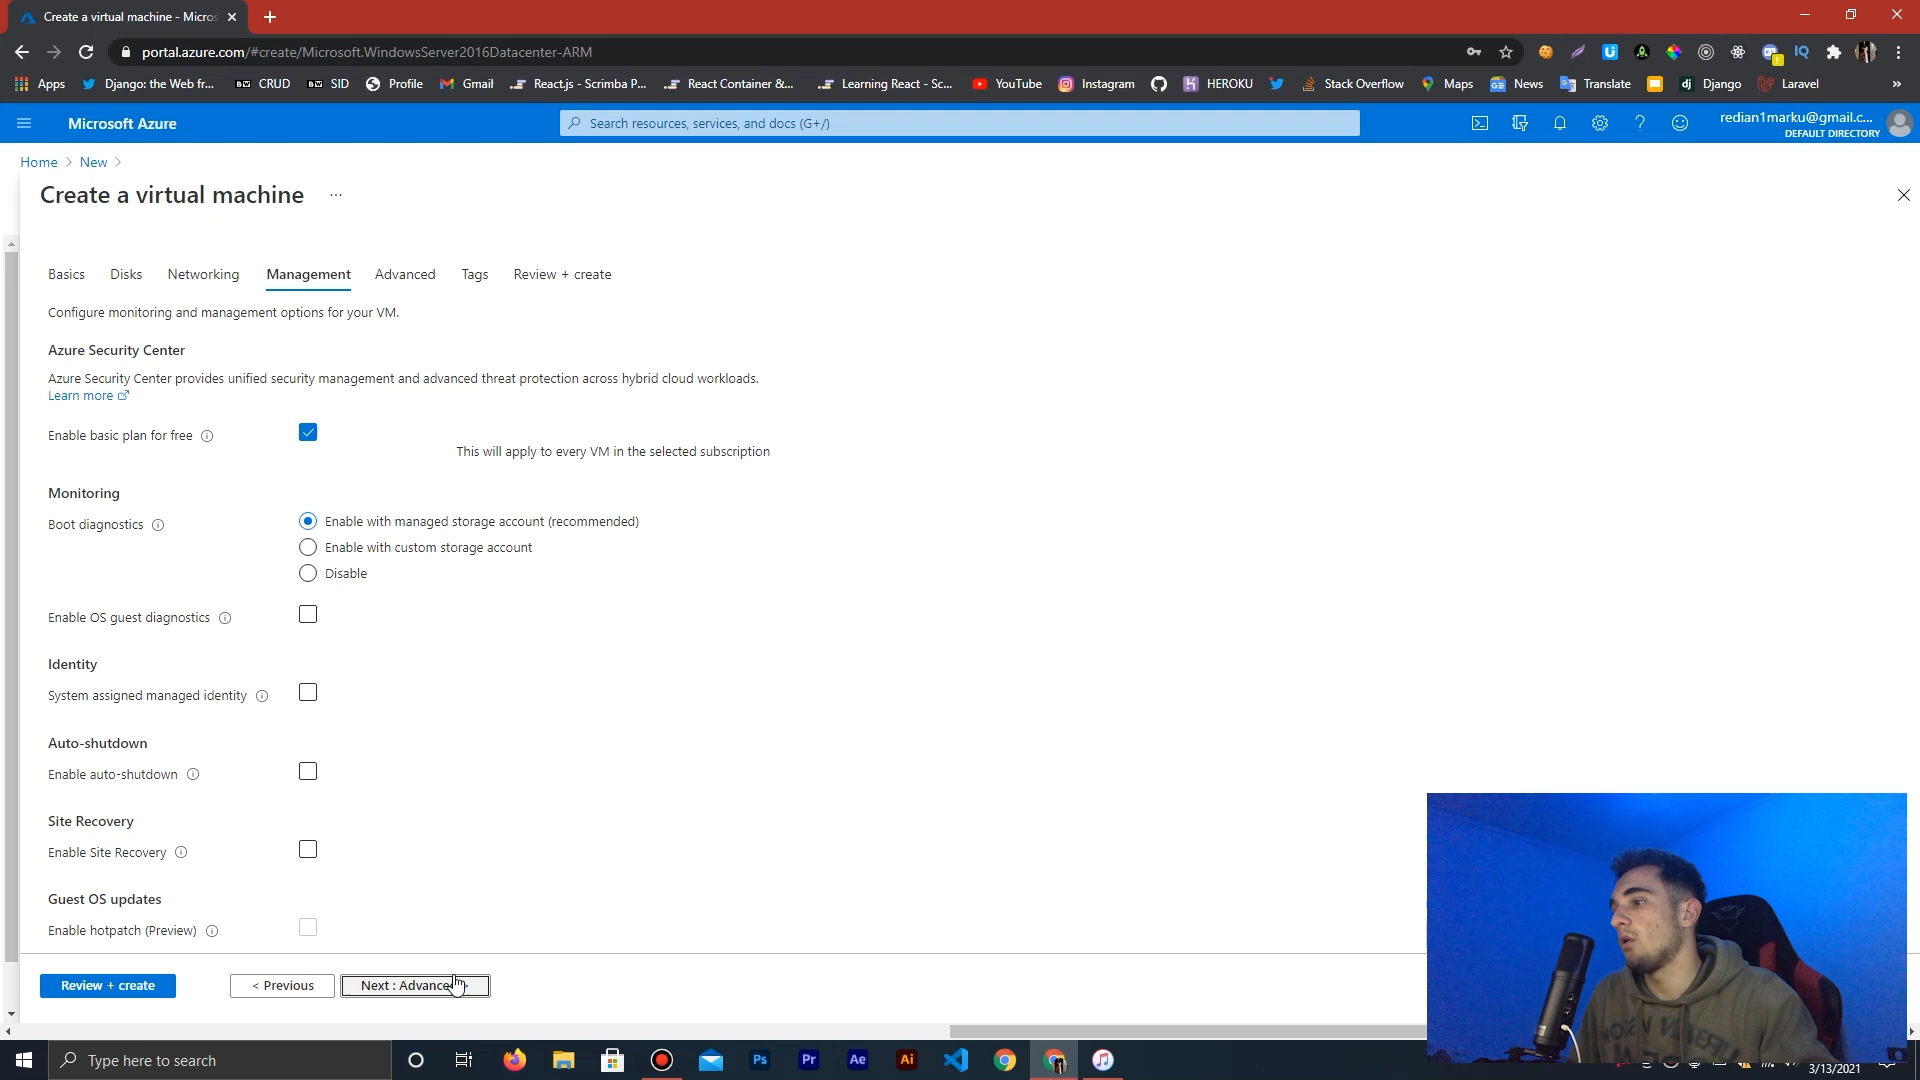 Create a virtual machine - Micros
portal.azure.com/#create/Microsoft.WindowsServer2016Datacenter-ARM
Apps
Django: the Web fr...
CRUD
SID
Profile
Gmail
React.js - Scrimba P...
React Container &...
Learning React - Sc...
YouTube
Instagram
HEROKU
Stack Overflow
Maps
News
Translate
dj Django
Laravel
Microsoft Azure
Search resources, services, and docs (G+/)
redian1marku@gmail.c...
DEFAULT DIRECTORY
Home > New >
Create a virtual machine ...
Basics Disks Networking Management Advanced Tags Review + create
Configure monitoring and management options for your VM.
Azure Security Center
Azure Security Center provides unified security management and advanced threat protection across hybrid cloud workloads.
Learn more
Enable basic plan for free
This will apply to every VM in the selected subscription
Monitoring
Boot diagnostics
Enable with managed storage account (recommended)
Enable with custom storage account
Disable
Enable OS guest diagnostics
Identity
System assigned managed identity
Auto-shutdown
Enable auto-shutdown
Site Recovery
Enable Site Recovery
Guest OS updates
Enable hotpatch (Preview)
Review + create
< Previous
Next : Advance
Type here to search
Ps
Pr
Ae
Ai
3/13/2021